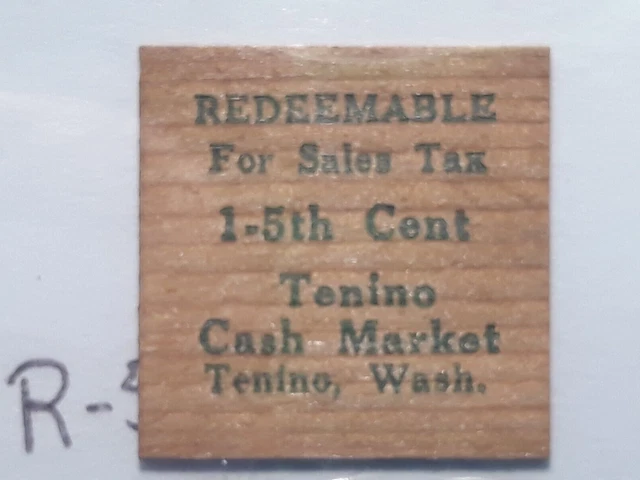 REDEEMABLE
For Sales Tax
1-5th Cent
Tenino
Cash Market
Tenino, Wash.
R-